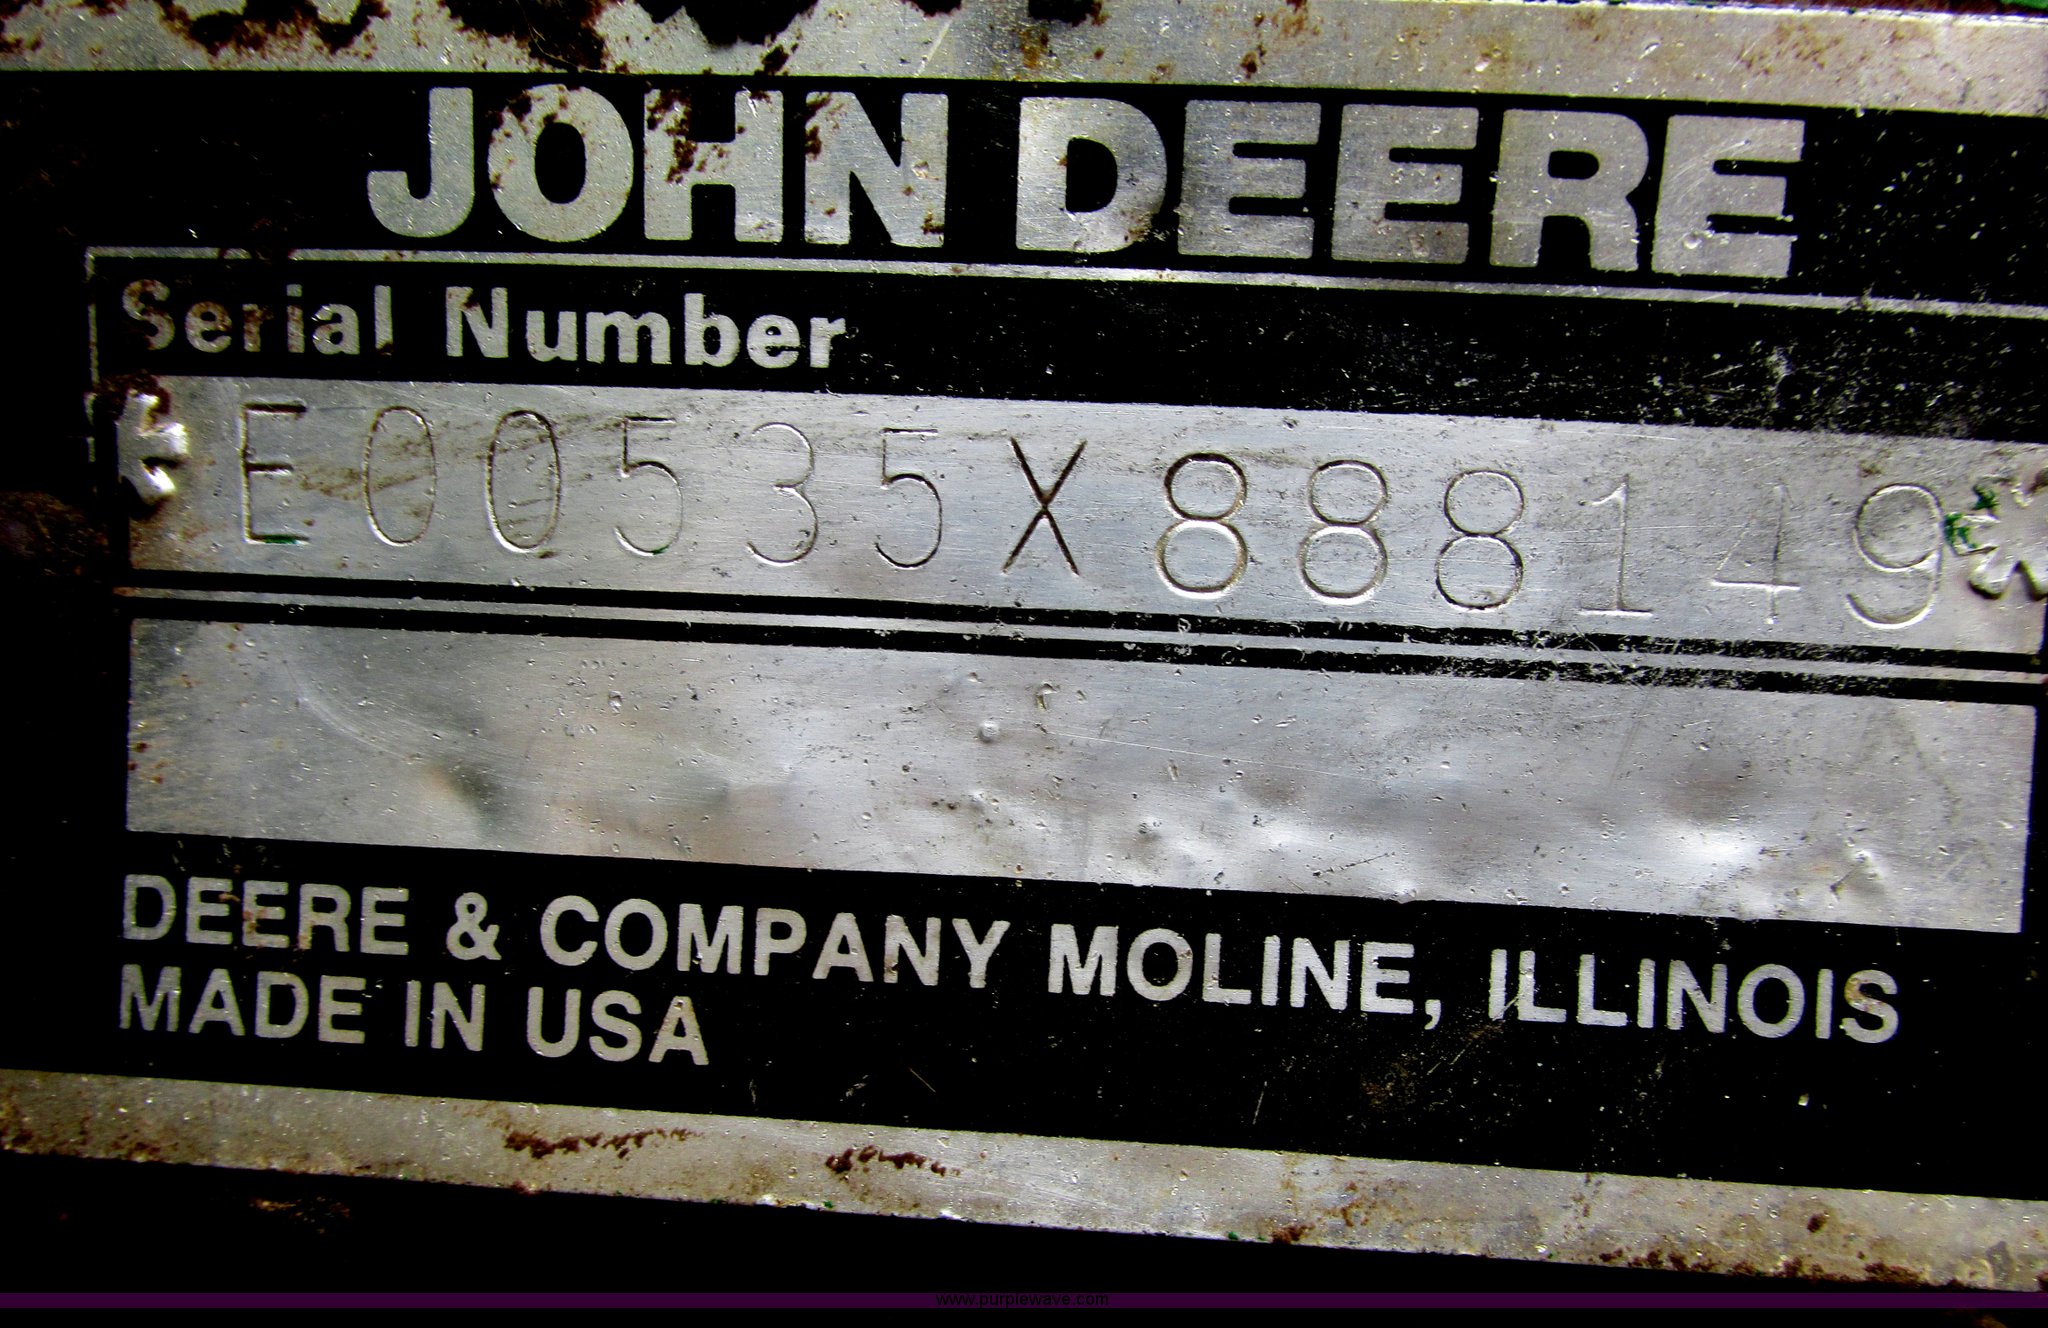 JOHN DEERE
Serial Number
*E00535X888149*
DEERE & COMPANY MOLINE, ILLINOIS
MADE IN USA
www.purplewave.com